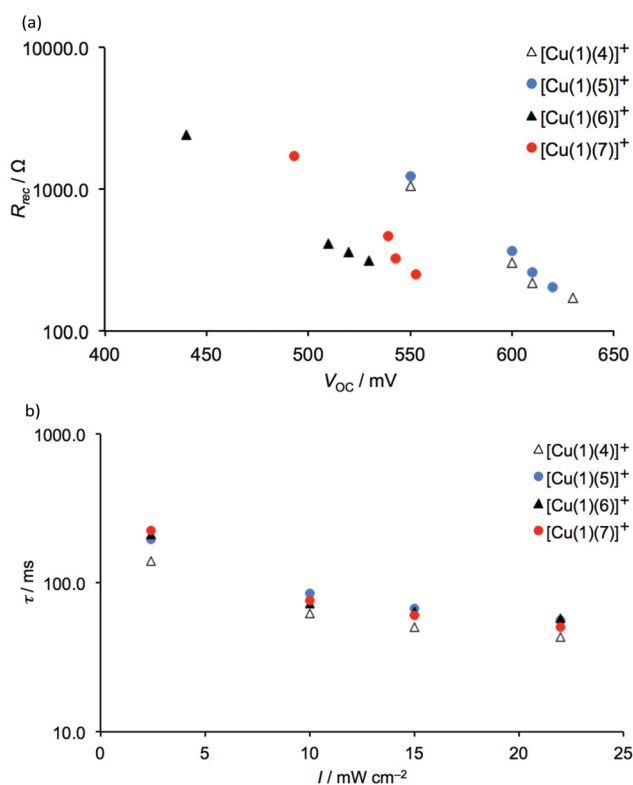 (a)
10000.0
1000.0
100.0
R_rec / Ω
400 450 500 550 600 650
V_OC / mV
[Cu(1)(4)]⁺
[Cu(1)(5)]⁺
[Cu(1)(6)]⁺
[Cu(1)(7)]⁺
b)
1000.0
100.0
10.0
τ / ms
0 5 10 15 20 25
I / mW cm⁻²
[Cu(1)(4)]⁺
[Cu(1)(5)]⁺
[Cu(1)(6)]⁺
[Cu(1)(7)]⁺